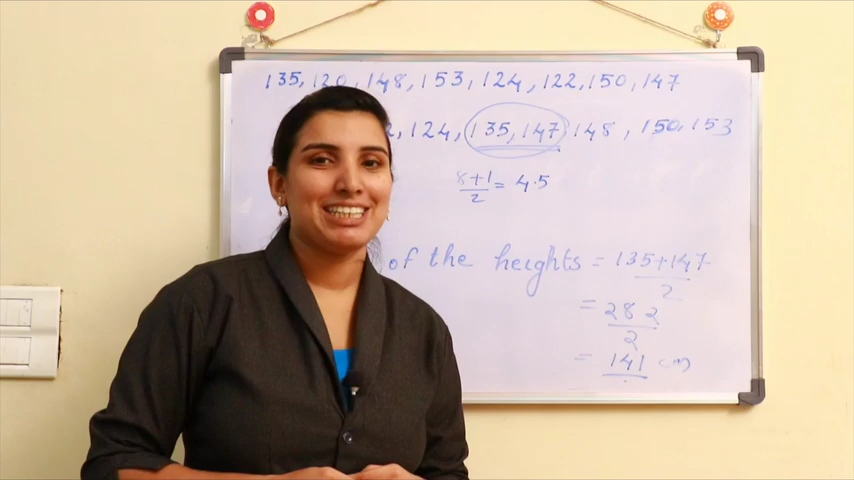 135, 120, 148, 153, 124, 122, 150, 147
124, 135, 147, 148, 150, 153
8+1/2 = 4.5
of the heights = 135+147/2
= 282/2
= 141 cm